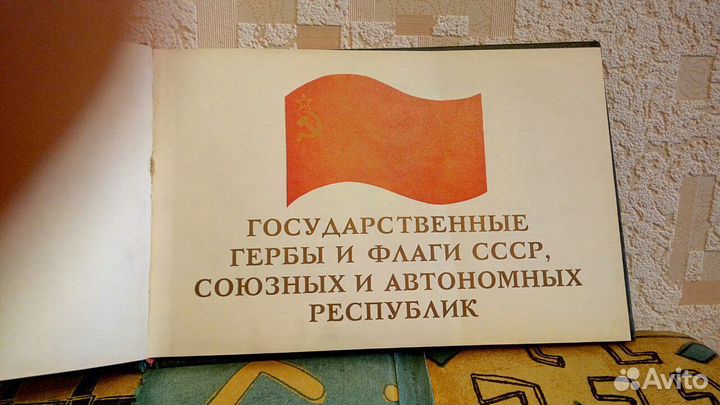 ГОСУДАРСТВЕННЫЕ
ГЕРБЫ И ФЛАГИ СССР,
СОЮЗНЫХ И АВТОНОМНЫХ
РЕСПУБЛИК
Avito